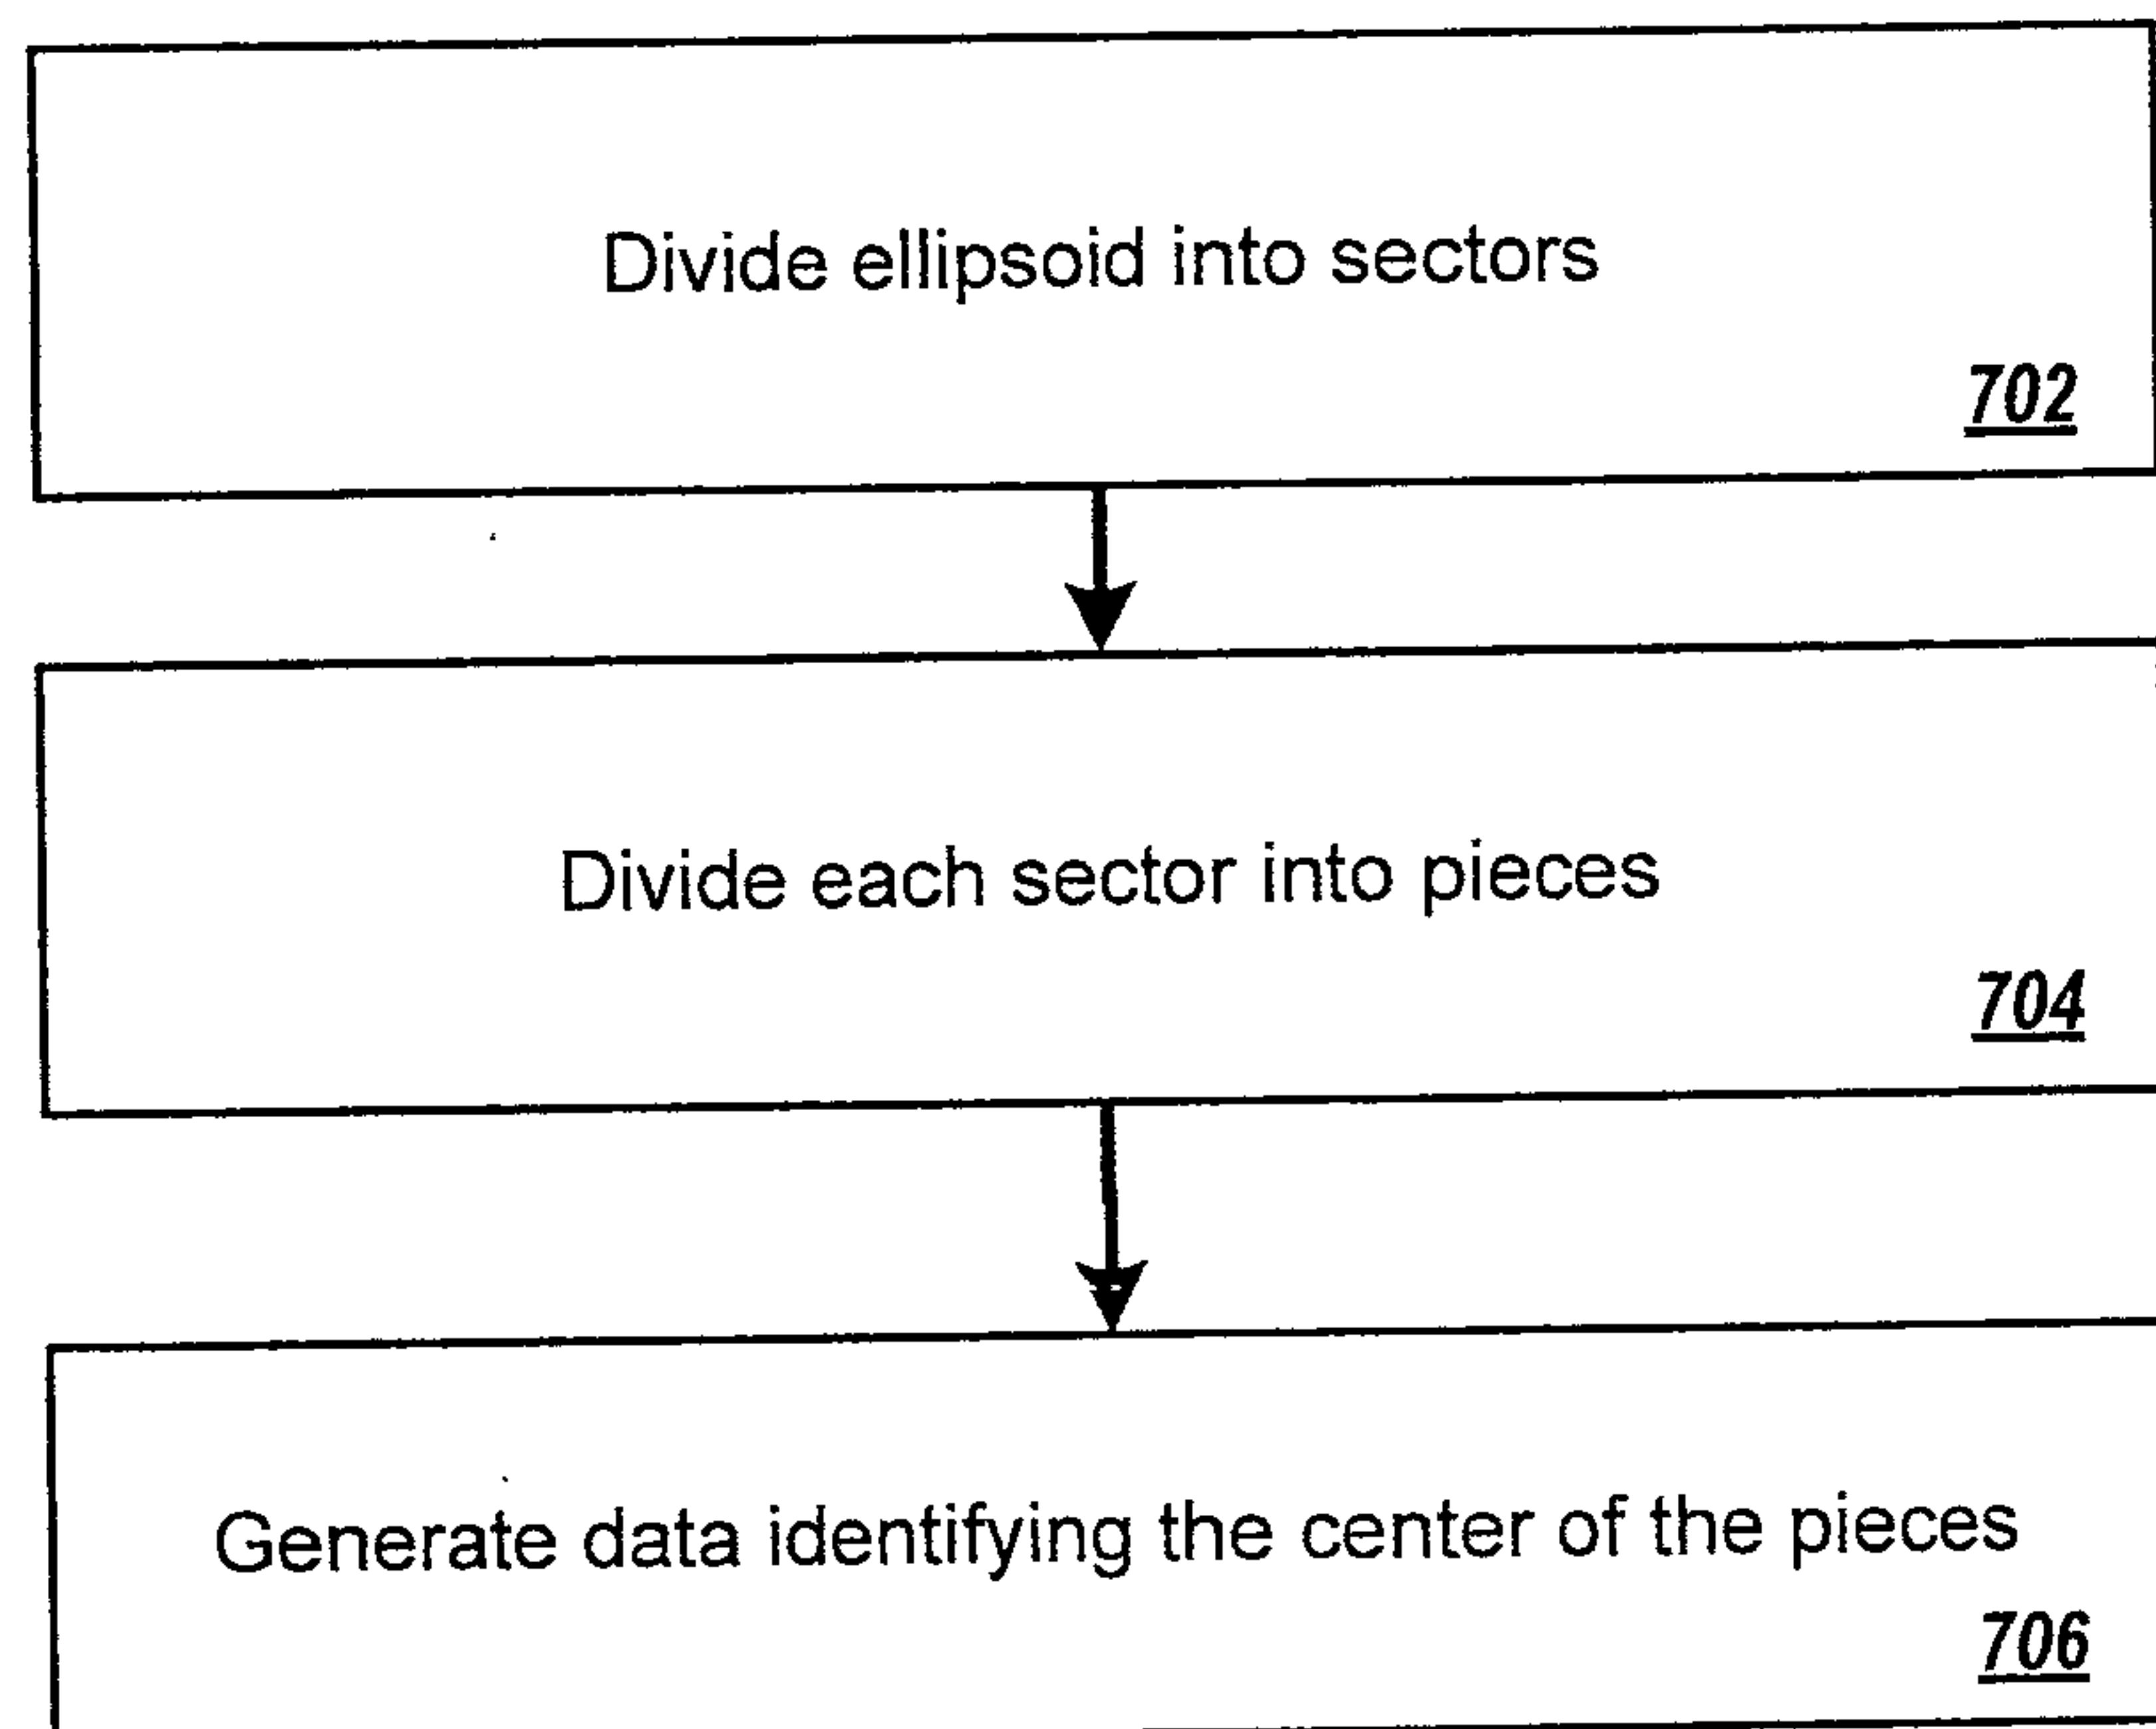 Divide ellipsoid into sectors
702
Divide each sector into pieces
704
Generate data identifying the center of the pieces
706